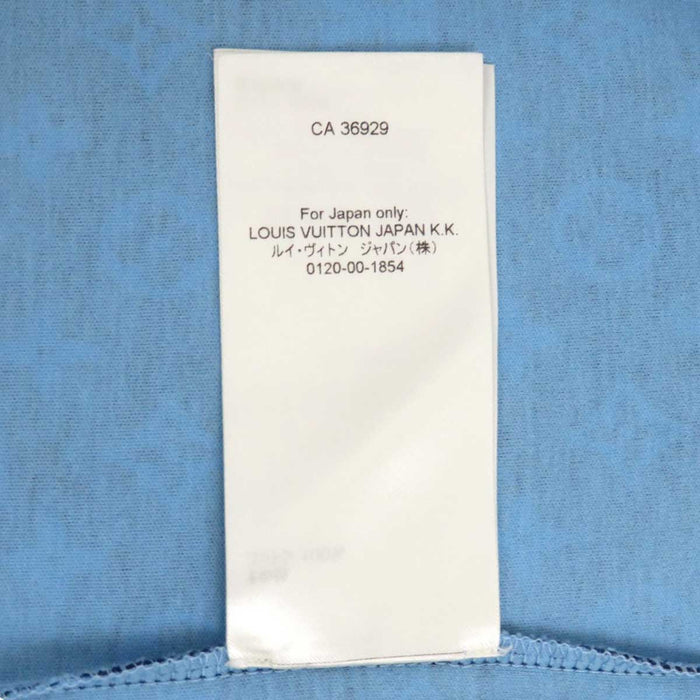 CA 36929
For Japan only:
LOUIS VUITTON JAPAN K.K.
ルイ・ヴィトン ジャパン(株)
0120-00-1854